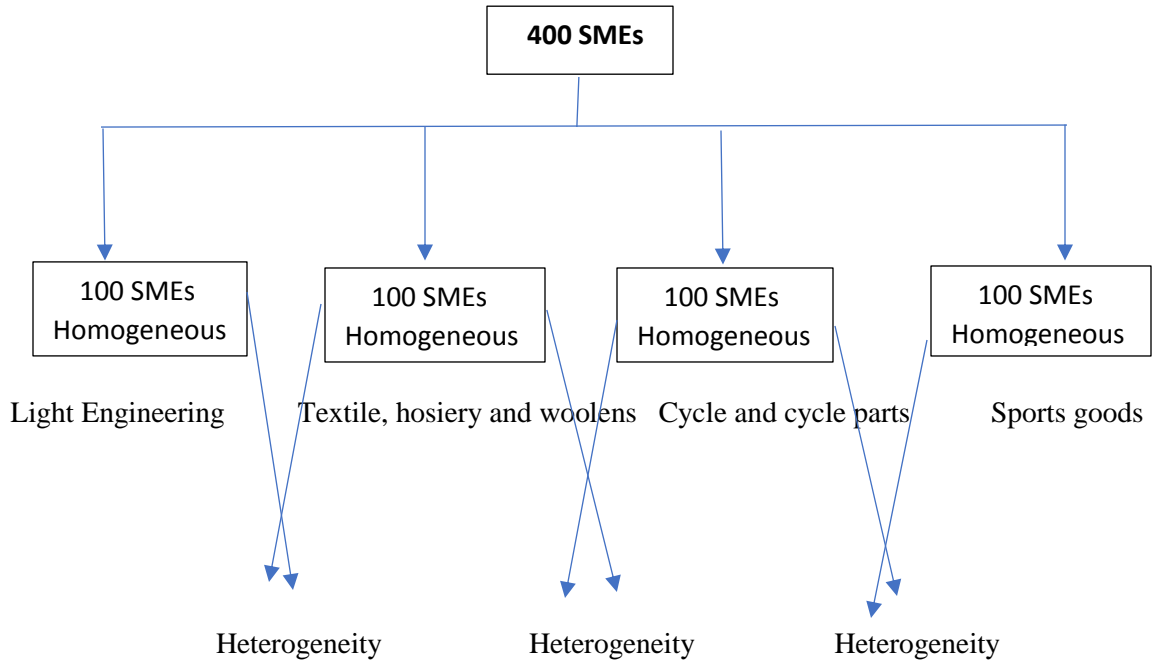 400 SMEs
100 SMEs
Homogeneous
100 SMEs
Homogeneous
100 SMEs
Homogeneous
100 SMEs
Homogeneous
Light Engineering
Textile, hosiery and woolens
Cycle and cycle parts
Sports goods
Heterogeneity
Heterogeneity
Heterogeneity